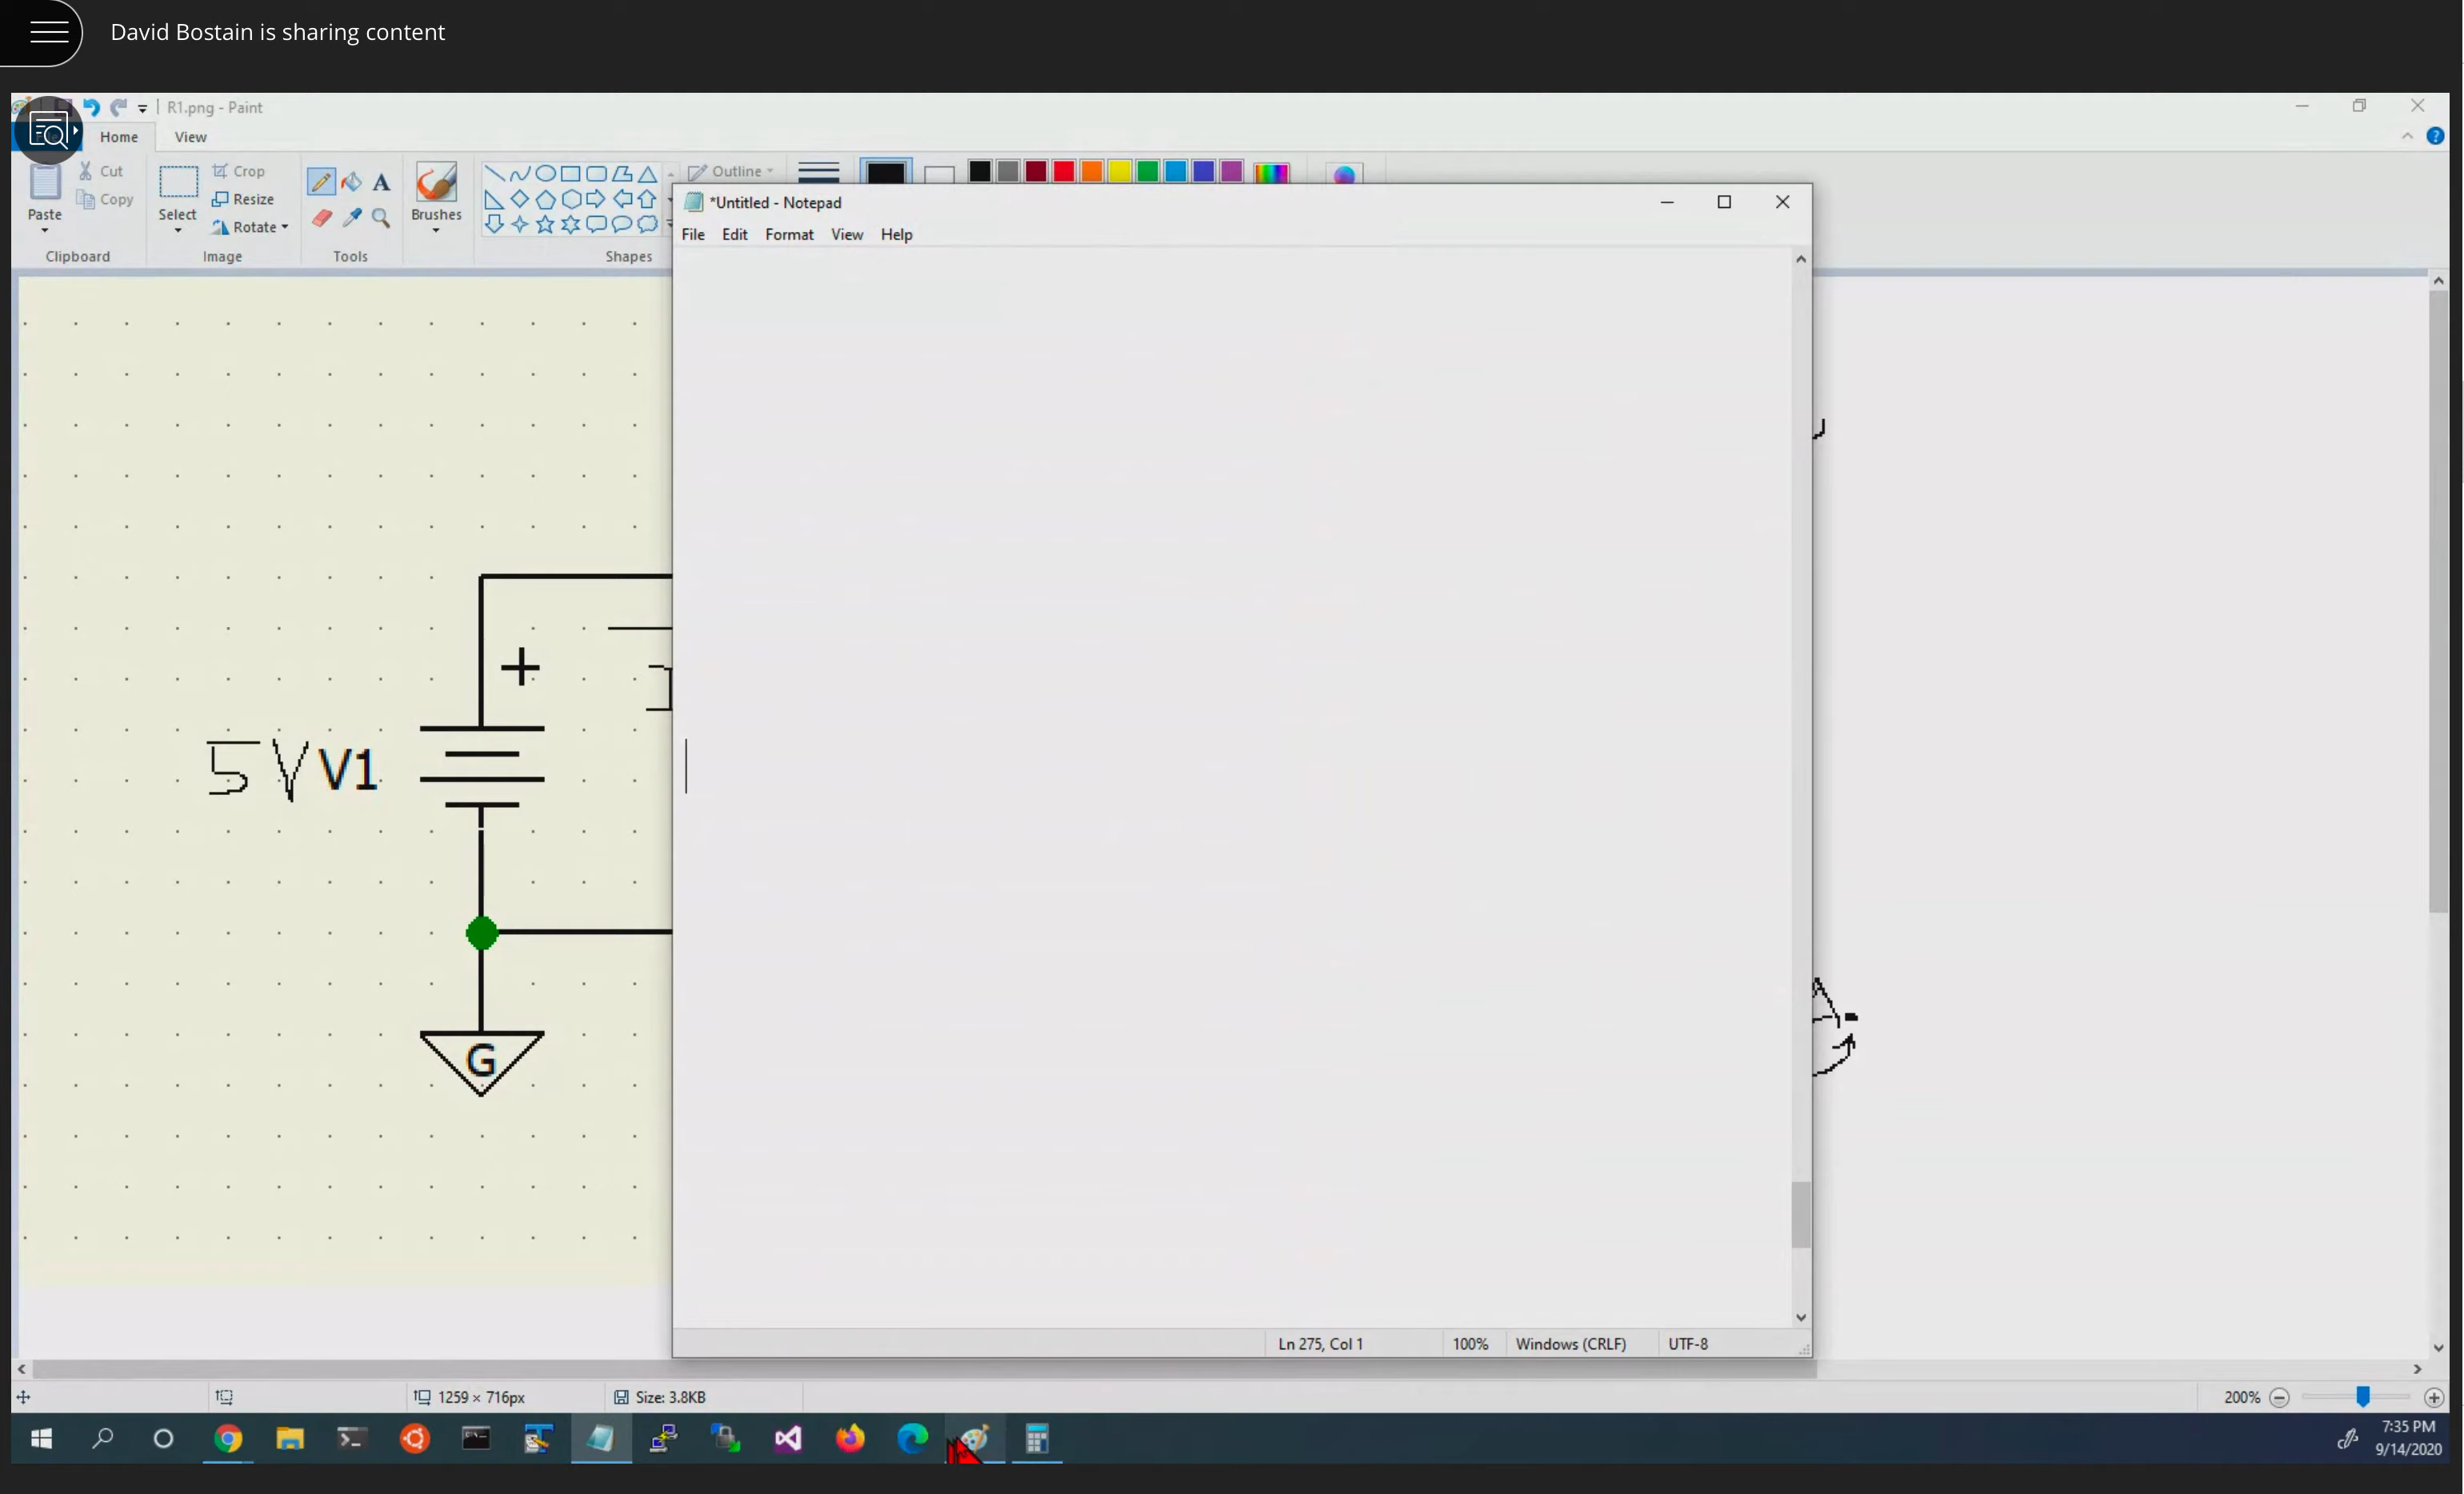 David Bostain is sharing content
R1.png - Paint
Home View
Cut
Copy
Paste
Clipboard
Crop
Resize
Rotate
Select
Image
A
Tools
Brushes
Shapes
Outline
*Untitled - Notepad
File Edit Format View Help
+
5V V1
G
Ln 275, Col 1 100% Windows (CRLF) UTF-8
1259 × 716px Size: 3.8KB 200%
7:35 PM
9/14/2020